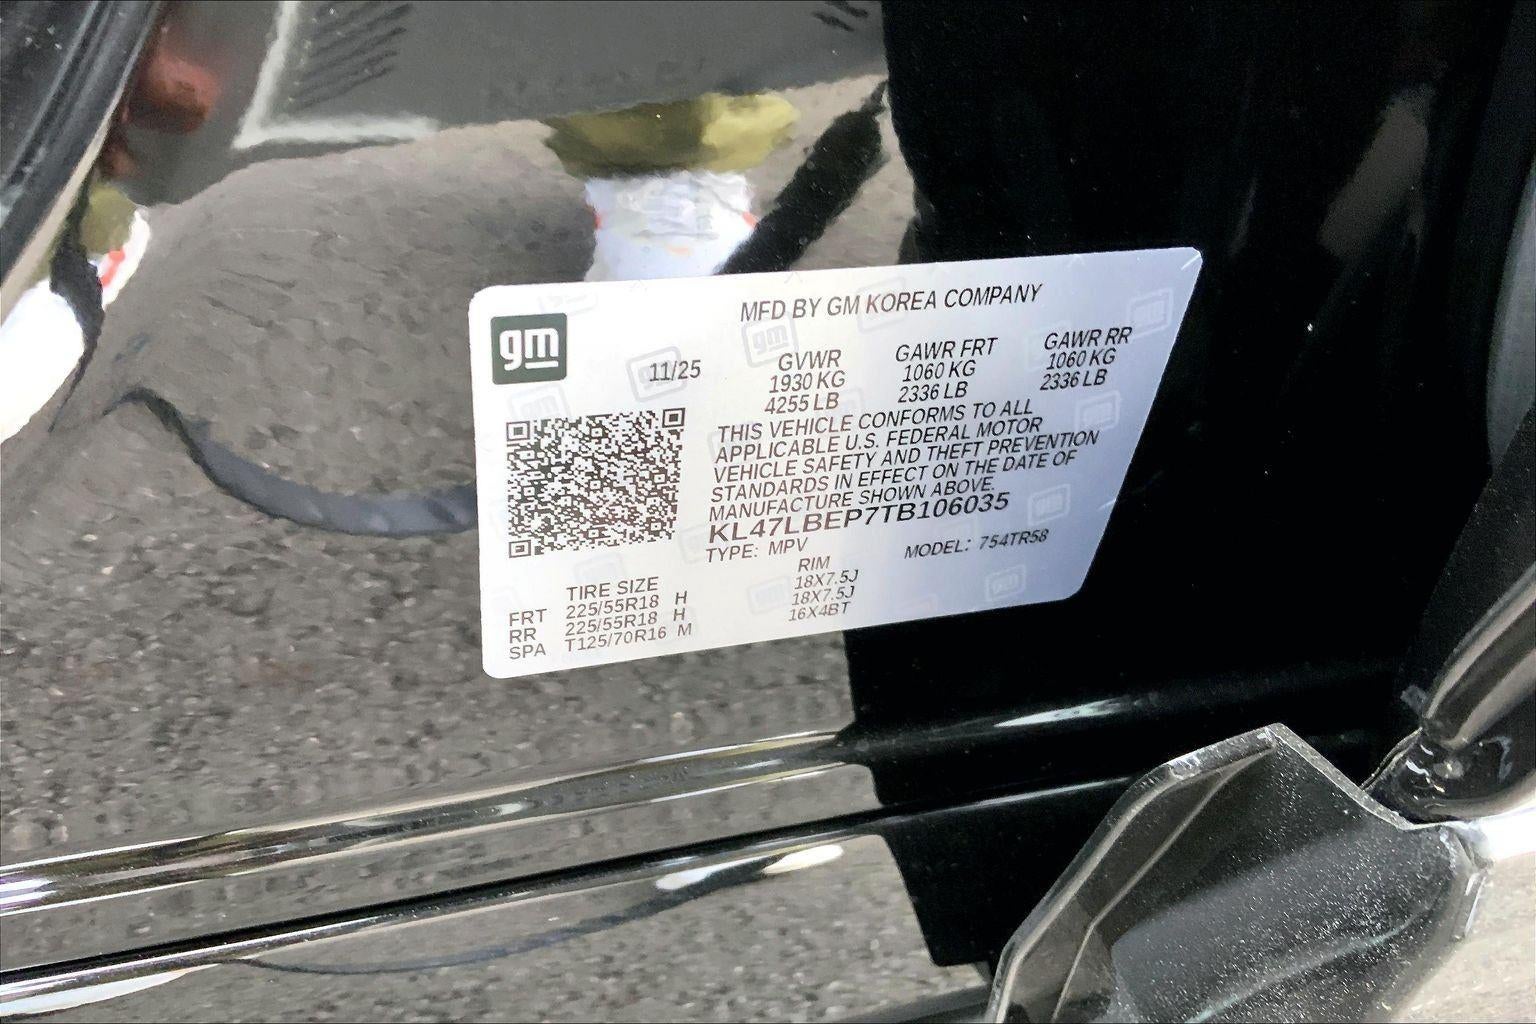 gm
MFD BY GM KOREA COMPANY
11/25
GVWR GAWR FRT GAWR RR
1930 KG 1060 KG 1060 KG
4255 LB 2336 LB 2336 LB
THIS VEHICLE CONFORMS TO ALL
APPLICABLE U.S. FEDERAL MOTOR
VEHICLE SAFETY AND THEFT PREVENTION
STANDARDS IN EFFECT ON THE DATE OF
MANUFACTURE SHOWN ABOVE.
KL47LBEP7TB106035
TYPE: MPV MODEL: 754TR58
TIRE SIZE RIM
FRT 225/55R18 H 18X7.5J
RR 225/55R18 H 18X7.5J
SPA T125/70R16 M 16X4BT